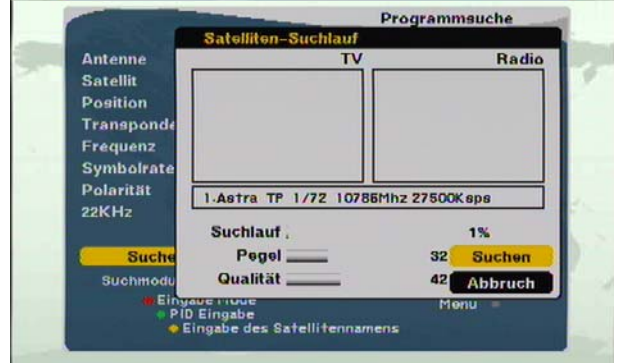 Programmsuche
Satelliten-Suchlauf
TV Radio
Antenne
Satellit
Position
Transponde
Frequenz
Symbolrate
Polarität
22KHz
1.Astra TP 1/72 10786Mhz 27500Ksps
Suchlauf 1%
Pegel 32
Qualität 42
Suche
Suchen
Suchmodu
Abbruch
Eingabe Mode
Menu
PID Eingabe
Eingabe des Satellitennamens